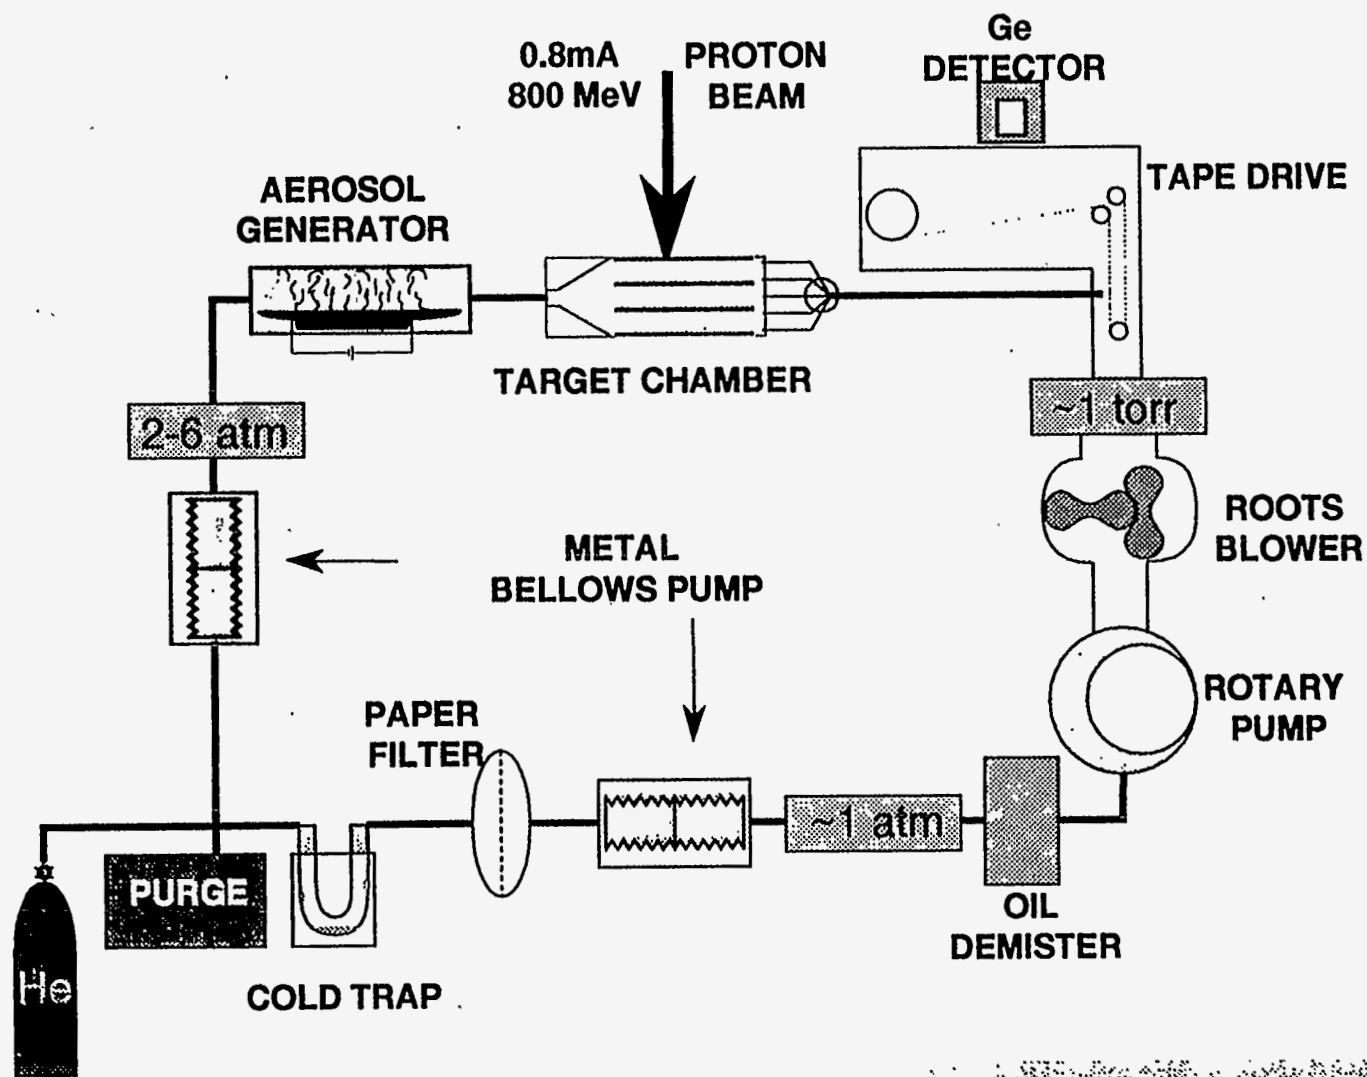 0.8mA
800 MeV
PROTON
BEAM
Ge
DETECTOR
TAPE DRIVE
AEROSOL
GENERATOR
TARGET CHAMBER
2-6 atm
~1 torr
ROOTS
BLOWER
METAL
BELLOWS PUMP
ROTARY
PUMP
PAPER
FILTER
~1 atm
OIL
DEMISTER
PURGE
COLD TRAP
He